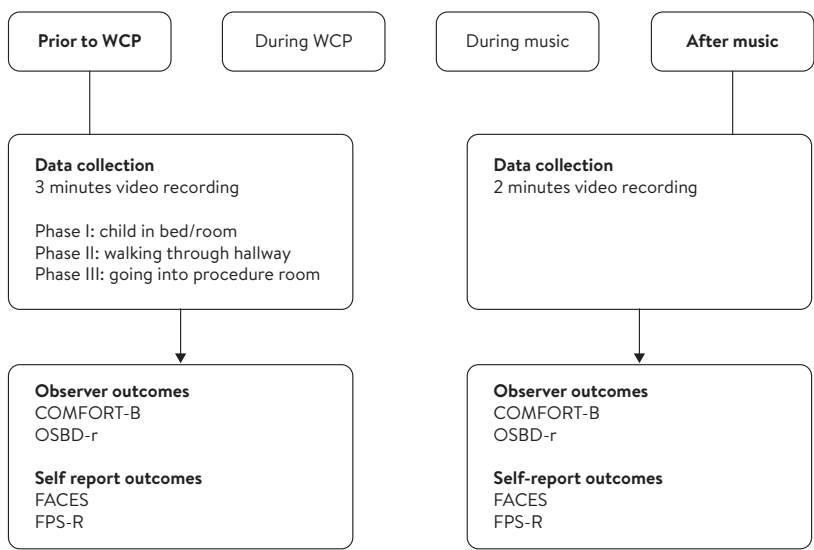 Prior to WCP
During WCP
During music
After music
Data collection
3 minutes video recording
Phase I: child in bed/room
Phase II: walking through hallway
Phase III: going into procedure room
Data collection
2 minutes video recording
Observer outcomes
COMFORT-B
OSBD-r
Self report outcomes
FACES
FPS-R
Observer outcomes
COMFORT-B
OSBD-r
Self-report outcomes
FACES
FPS-R